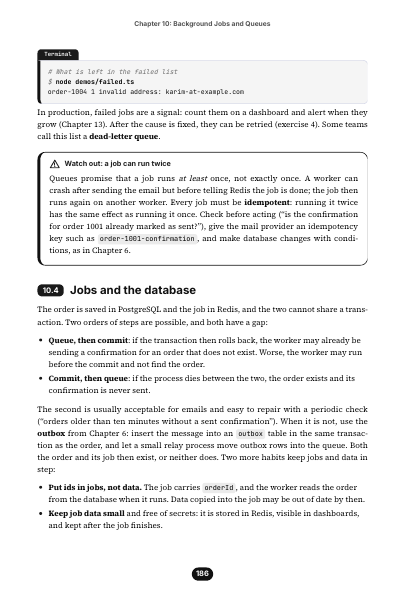 Chapter 10: Background Jobs and Queues
Terminal
# What is left in the failed list
$ node demos/failed.ts
order-1004 1 invalid address: karim-at-example.com
In production, failed jobs are a signal: count them on a dashboard and alert when they
grow (Chapter 13). After the cause is fixed, they can be retried (exercise 4). Some teams
call this list a dead-letter queue.
Watch out: a job can run twice
Queues promise that a job runs at least once, not exactly once. A worker can
crash after sending the email but before telling Redis the job is done; the job then
runs again on another worker. Every job must be idempotent: running it twice
has the same effect as running it once. Check before acting (“is the confirmation
for order 1001 already marked as sent?”), give the mail provider an idempotency
key such as order-1001-confirmation, and make database changes with condi-
tions, as in Chapter 6.
10.4 Jobs and the database
The order is saved in PostgreSQL and the job in Redis, and the two cannot share a trans-
action. Two orders of steps are possible, and both have a gap:
• Queue, then commit: if the transaction then rolls back, the worker may already be
sending a confirmation for an order that does not exist. Worse, the worker may run
before the commit and not find the order.
• Commit, then queue: if the process dies between the two, the order exists and its
confirmation is never sent.
The second is usually acceptable for emails and easy to repair with a periodic check
(“orders older than ten minutes without a sent confirmation”). When it is not, use the
outbox from Chapter 6: insert the message into an outbox table in the same transac-
tion as the order, and let a small relay process move outbox rows into the queue. Both
the order and its job then exist, or neither does. Two more habits keep jobs and data in
step:
• Put ids in jobs, not data. The job carries orderId, and the worker reads the order
from the database when it runs. Data copied into the job may be out of date by then.
• Keep job data small and free of secrets: it is stored in Redis, visible in dashboards,
and kept after the job finishes.
186